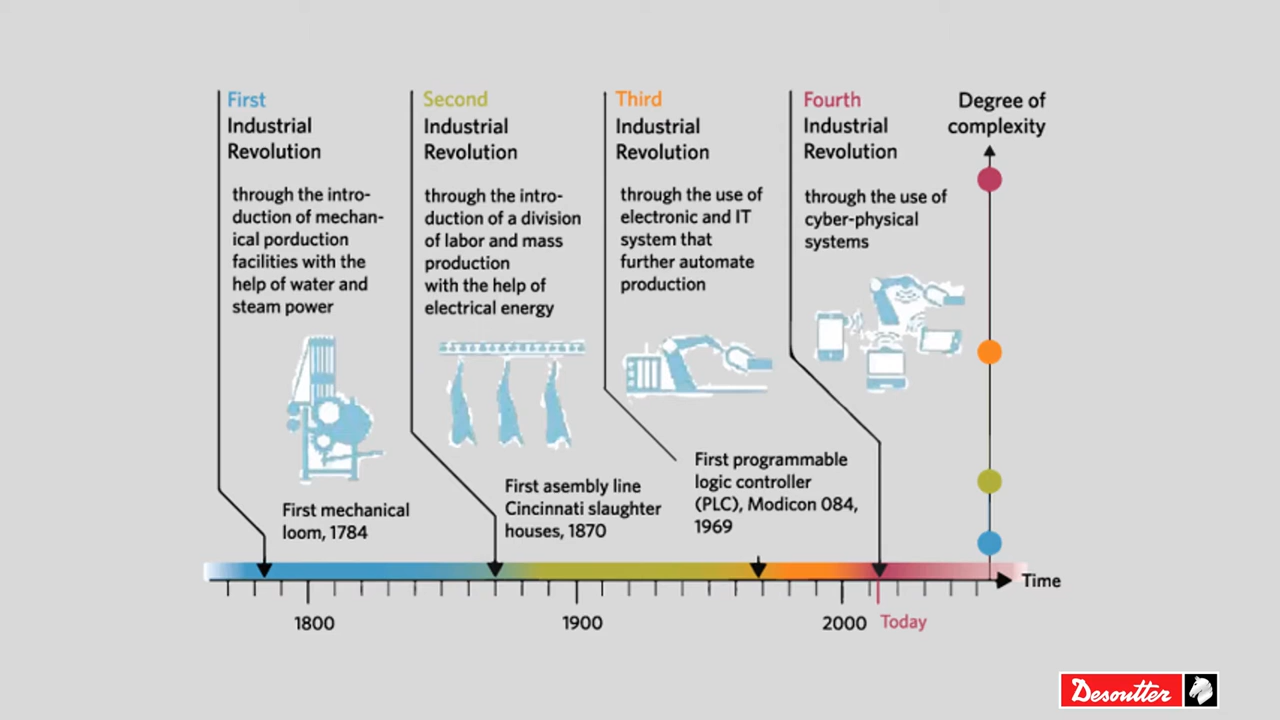 First
Industrial
Revolution
through the intro-
duction of mechan-
ical porduction
facilities with the
help of water and
steam power
First mechanical
loom, 1784
Second
Industrial
Revolution
through the intro-
duction of a division
of labor and mass
production
with the help of
electrical energy
First asembly line
Cincinnati slaughter
houses, 1870
Third
Industrial
Revolution
through the use of
electronic and IT
system that
further automate
production
First programmable
logic controller
(PLC), Modicon 084,
1969
Fourth
Industrial
Revolution
through the use of
cyber-physical
systems
Degree of
complexity
Time
1800
1900
2000
Today
Desoutter